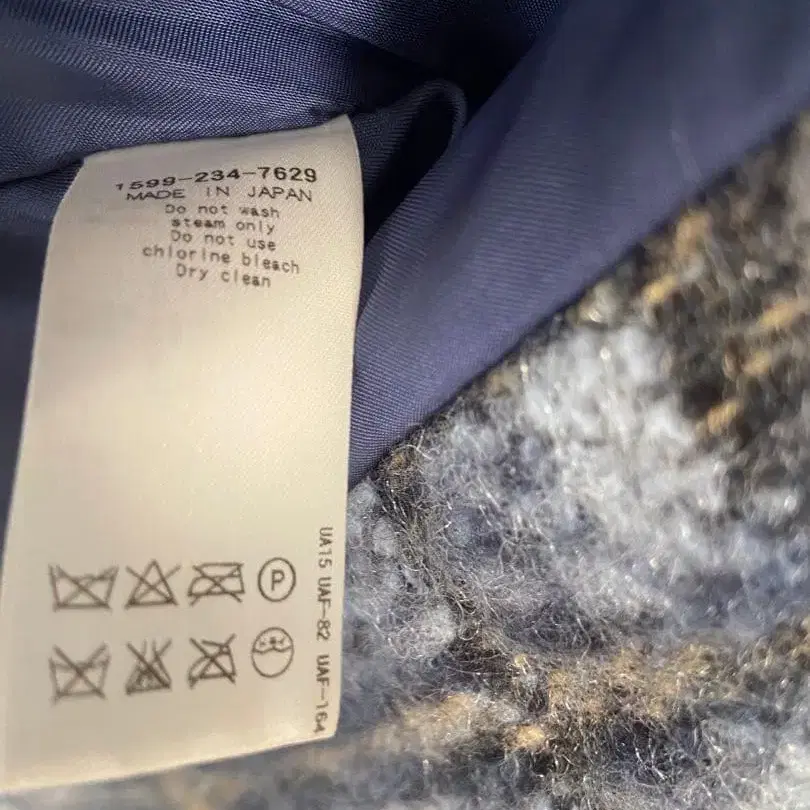 1599-234-7629
MADE IN JAPAN
Do not wash
steam only
Do not use
chlorine bleach
Dry clean
UA15 UAF-82 UAF-164
P